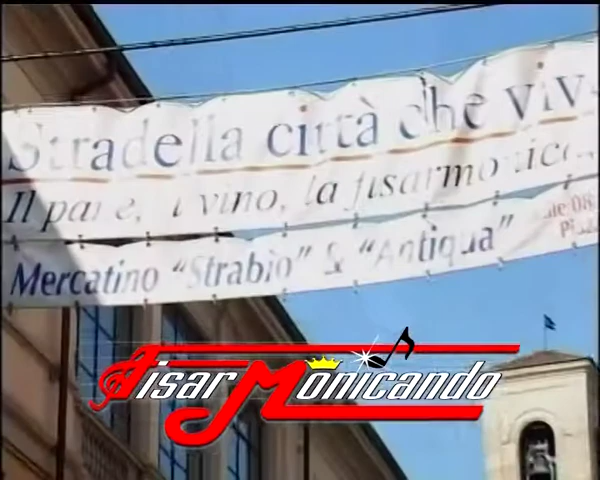 Stradella città che viv
Il pane, il vino, la fisarmonica...
Mercatino "Strabìo" & "Antiqua"
FisarMonicando